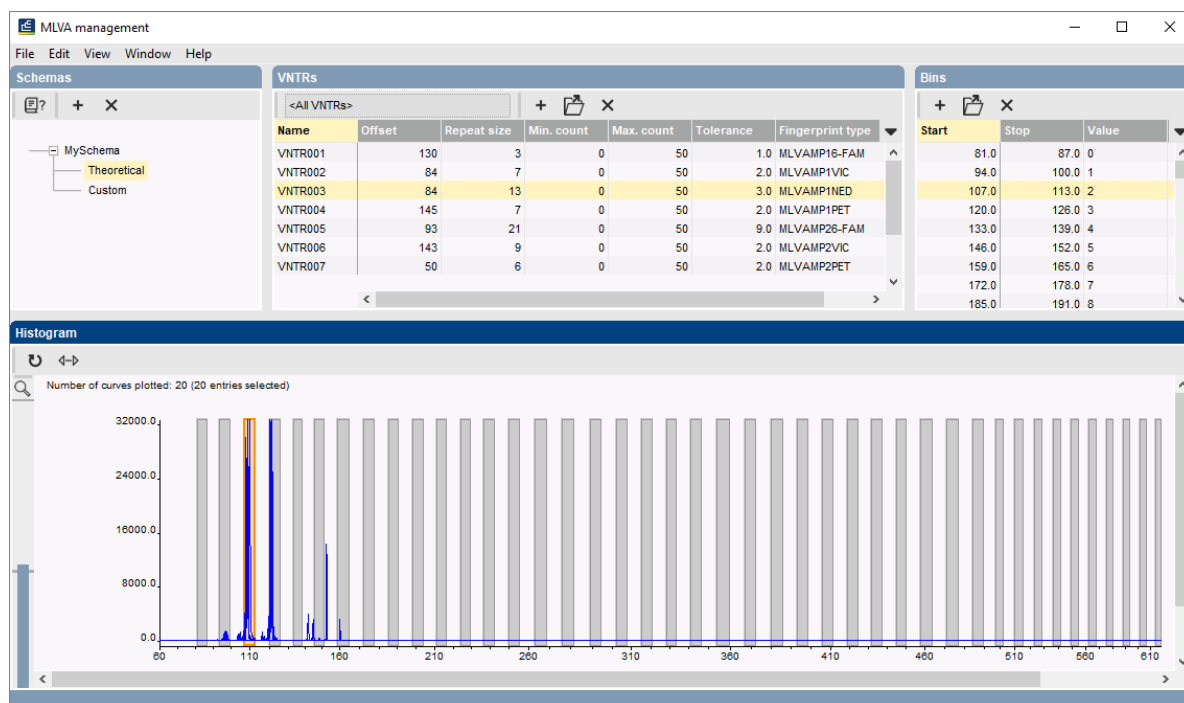 MLVA management
File Edit View Window Help
Schemas
MySchema
Theoretical
Custom
VNTRs
<All VNTRs>
Name Offset Repeat size Min. count Max. count Tolerance Fingerprint type
VNTR001 130 3 0 50 1.0 MLVAMP16-FAM
VNTR002 84 7 0 50 2.0 MLVAMP1VIC
VNTR003 84 13 0 50 3.0 MLVAMP1NED
VNTR004 145 7 0 50 2.0 MLVAMP1PET
VNTR005 93 21 0 50 9.0 MLVAMP26-FAM
VNTR006 143 9 0 50 2.0 MLVAMP2VIC
VNTR007 50 6 0 50 2.0 MLVAMP2PET
Bins
Start Stop Value
81.0 87.0 0
94.0 100.0 1
107.0 113.0 2
120.0 126.0 3
133.0 139.0 4
146.0 152.0 5
159.0 165.0 6
172.0 178.0 7
185.0 191.0 8
Histogram
Number of curves plotted: 20 (20 entries selected)
32000.0
24000.0
16000.0
8000.0
0.0
60 110 160 210 260 310 360 410 460 510 560 610